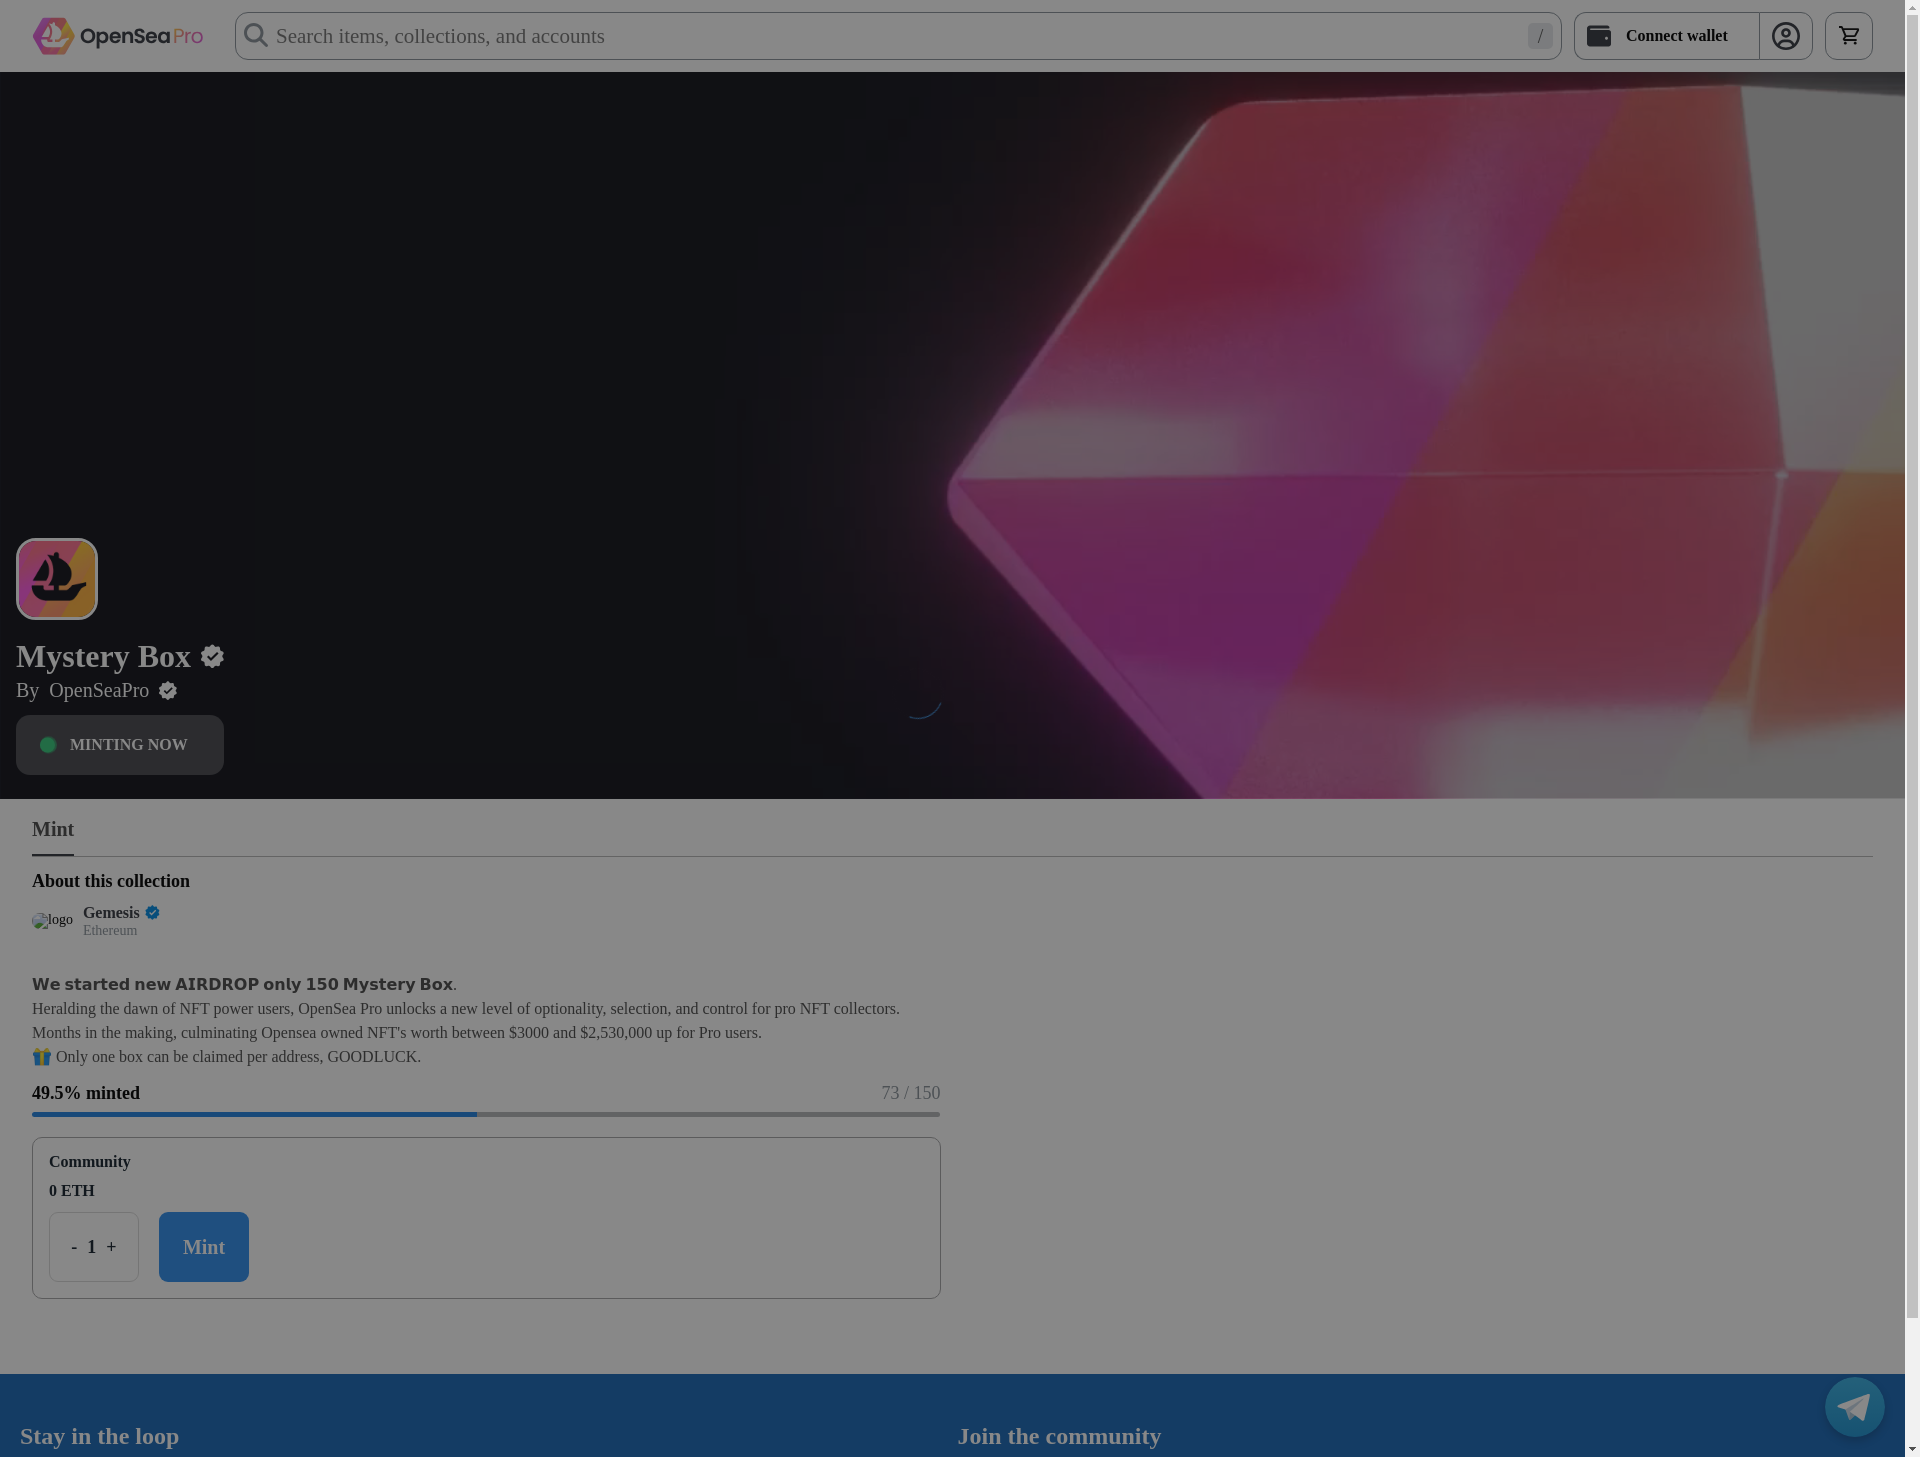 OpenSea Pro
Search items, collections, and accounts
/
Connect wallet
Mystery Box
By OpenSeaPro
MINTING NOW
Mint
About this collection
logo
Gemesis
Ethereum
We started new AIRDROP only 150 Mystery Box.
Heralding the dawn of NFT power users, OpenSea Pro unlocks a new level of optionality, selection, and control for pro NFT collectors.
Months in the making, culminating Opensea owned NFT's worth between $3000 and $2,530,000 up for Pro users.
🎁 Only one box can be claimed per address, GOODLUCK.
49.5% minted
73 / 150
Community
0 ETH
- 1 +
Mint
Stay in the loop
Join the community